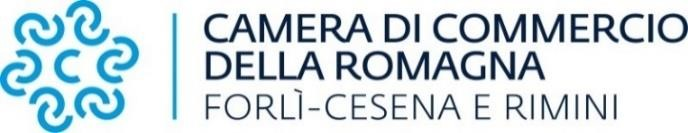 CAMERA DI COMMERCIO
DELLA ROMAGNA
FORLÌ-CESENA E RIMINI